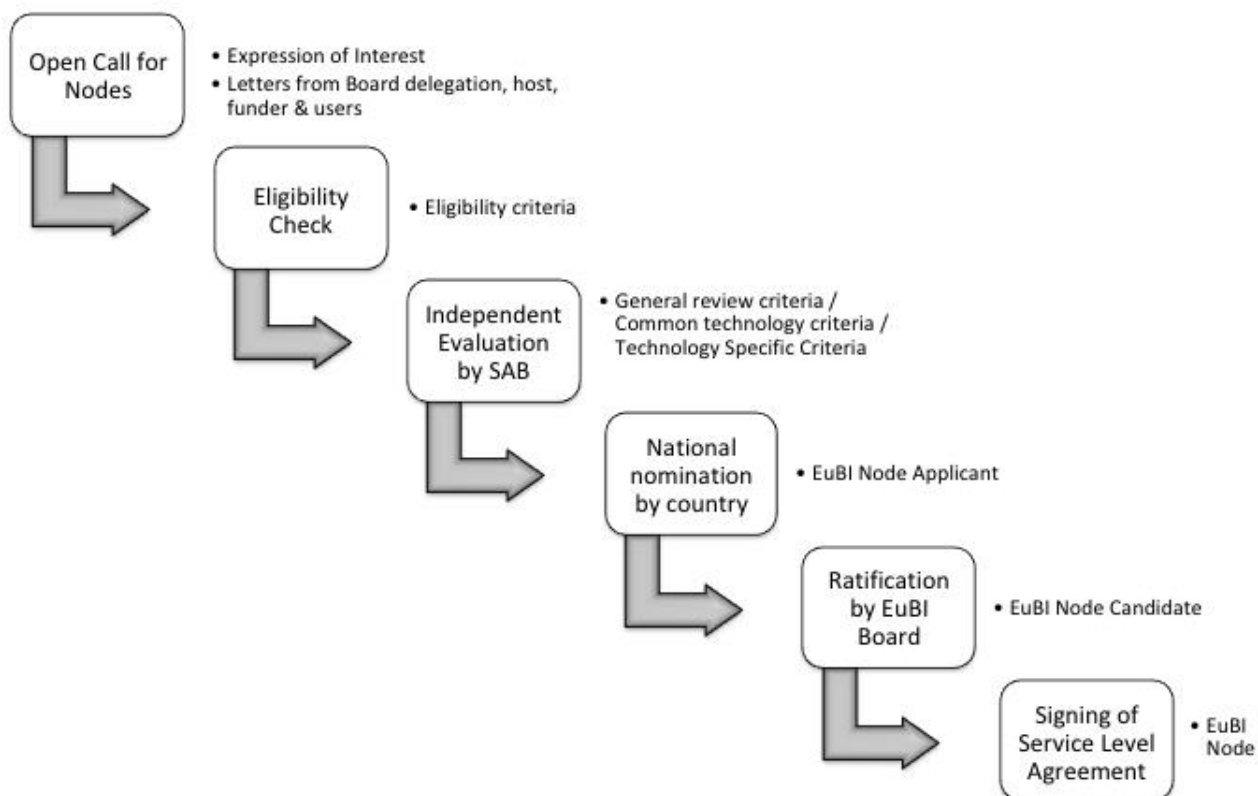 Open Call for
Nodes
• Expression of Interest
• Letters from Board delegation, host,
funder & users
Eligibility
Check
• Eligibility criteria
Independent
Evaluation
by SAB
• General review criteria /
Common technology criteria /
Technology Specific Criteria
National
nomination
by country
• EuBI Node Applicant
Ratification
by EuBI
Board
• EuBI Node Candidate
Signing of
Service Level
Agreement
• EuBI
Node